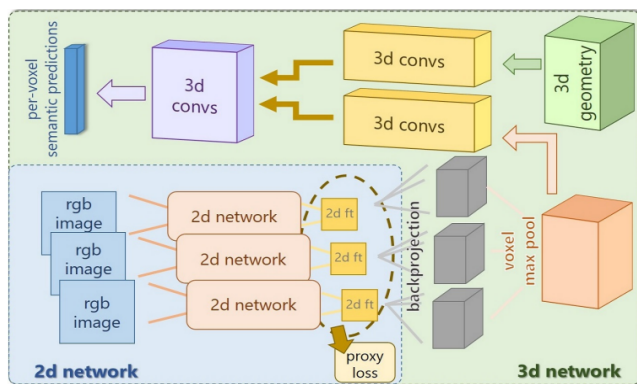 per-voxel
semantic predictions
3d
convs
3d convs
3d convs
3d
geometry
rgb
image
rgb
image
rgb
image
2d network
2d network
2d network
2d ft
2d ft
2d ft
backprojection
voxel
max pool
proxy
loss
2d network
3d network